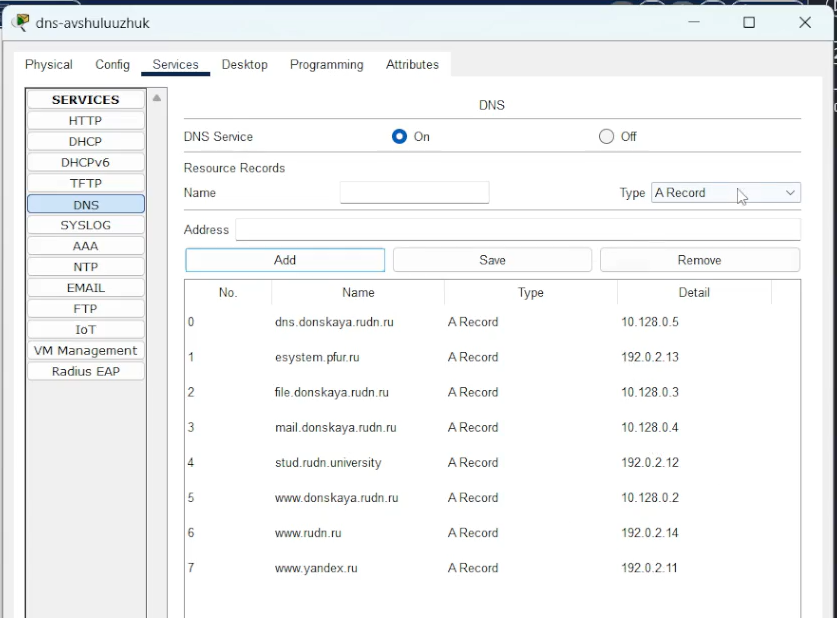 dns-avshuluuzhuk
Physical Config Services Desktop Programming Attributes
SERVICES
HTTP
DHCP
DHCPv6
TFTP
DNS
SYSLOG
AAA
NTP
EMAIL
FTP
IoT
VM Management
Radius EAP
DNS
DNS Service On Off
Resource Records
Name Type A Record
Address
Add Save Remove
No. Name Type Detail
0 dns.donskaya.rudn.ru A Record 10.128.0.5
1 esystem.pfur.ru A Record 192.0.2.13
2 file.donskaya.rudn.ru A Record 10.128.0.3
3 mail.donskaya.rudn.ru A Record 10.128.0.4
4 stud.rudn.university A Record 192.0.2.12
5 www.donskaya.rudn.ru A Record 10.128.0.2
6 www.rudn.ru A Record 192.0.2.14
7 www.yandex.ru A Record 192.0.2.11